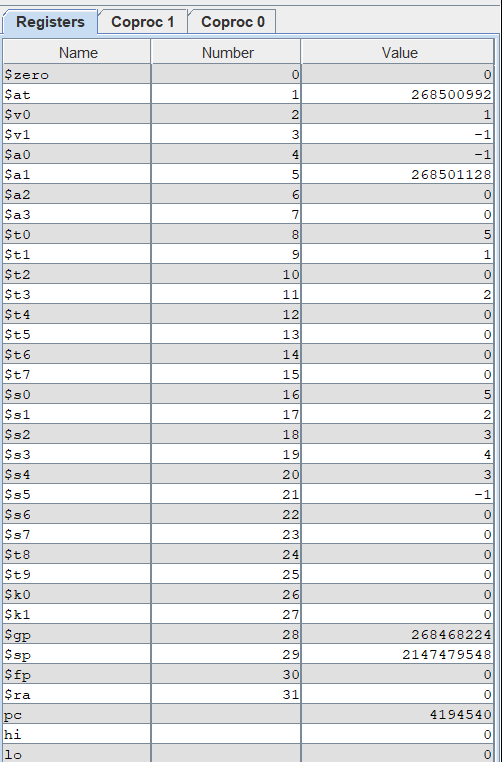 Registers Coproc 1 Coproc 0
Name Number Value
$zero 0 0
$at 1 268500992
$v0 2 1
$v1 3 -1
$a0 4 -1
$a1 5 268501128
$a2 6 0
$a3 7 0
$t0 8 5
$t1 9 1
$t2 10 0
$t3 11 2
$t4 12 0
$t5 13 0
$t6 14 0
$t7 15 0
$s0 16 5
$s1 17 2
$s2 18 3
$s3 19 4
$s4 20 3
$s5 21 -1
$s6 22 0
$s7 23 0
$t8 24 0
$t9 25 0
$k0 26 0
$k1 27 0
$gp 28 268468224
$sp 29 2147479548
$fp 30 0
$ra 31 0
pc 4194540
hi 0
lo 0